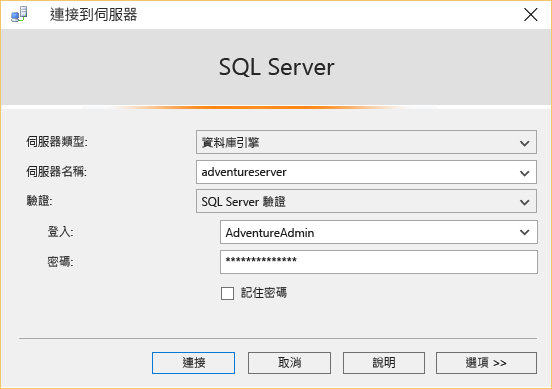 連接到伺服器
SQL Server
伺服器類型: 資料庫引擎
伺服器名稱: adventureserver
驗證: SQL Server 驗證
登入: AdventureAdmin
密碼: **************
記住密碼
連接 取消 說明 選項 >>